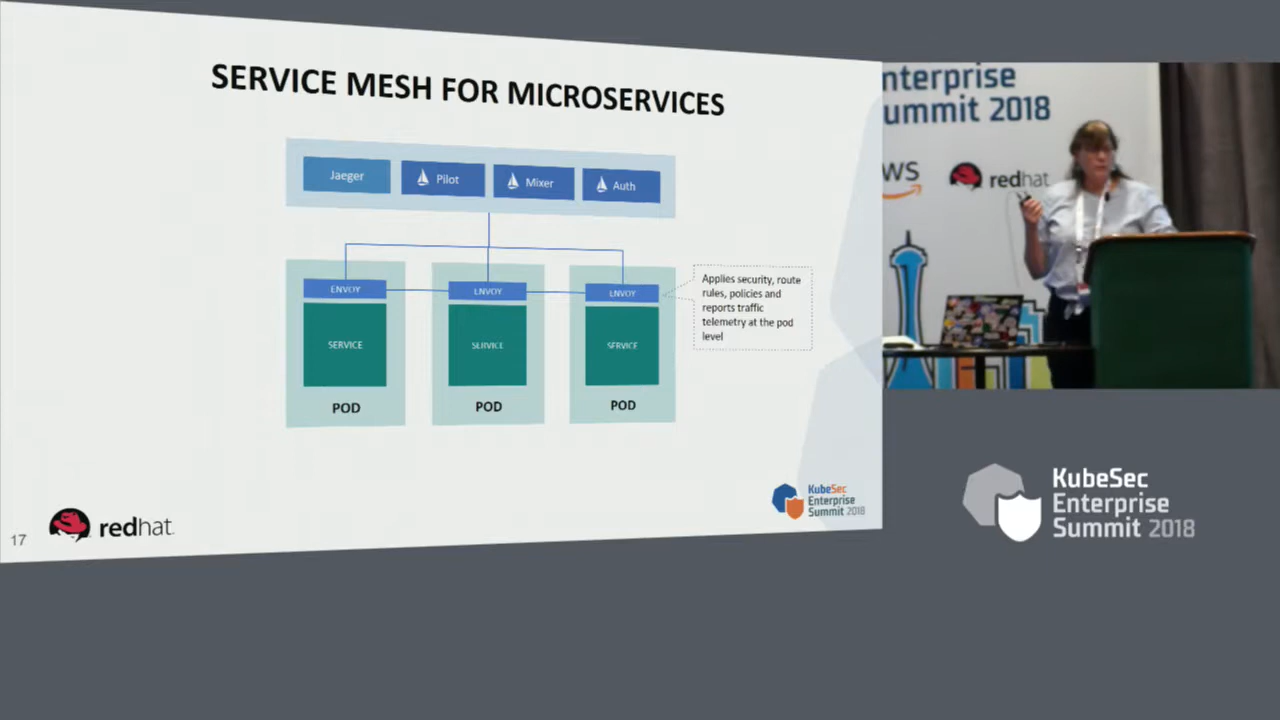 SERVICE MESH FOR MICROSERVICES
Jaeger
Pilot
Mixer
Auth
ENVOY
ENVOY
ENVOY
SERVICE
SERVICE
SERVICE
POD
POD
POD
Applies security, route
rules, policies and
reports traffic
telemetry at the pod
level
17
redhat
KubeSec
Enterprise
Summit 2018
nterprise
ummit 2018
WS
redhat
KubeSec
Enterprise
Summit 2018